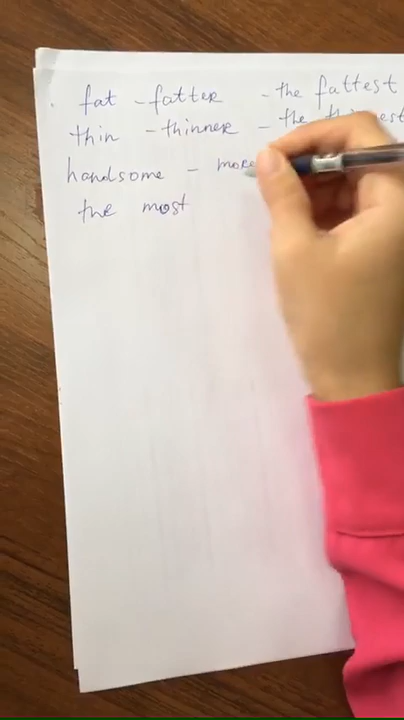 fat - fatter - the fattest
thin - thinner - the
handsome - more
the most